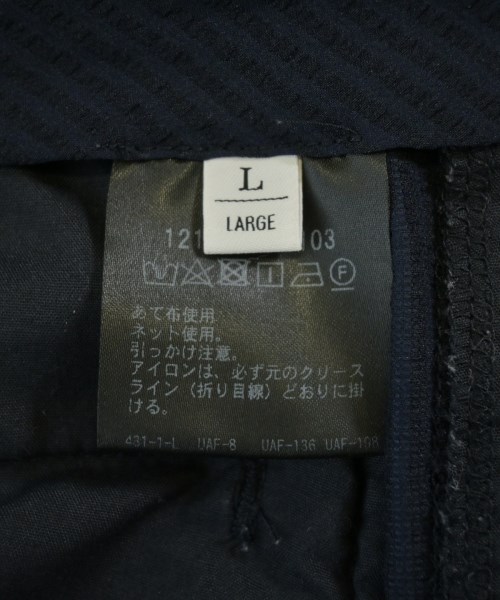 L
LARGE
121 03
F
あて布使用
ネット使用。
引っかけ注意。
アイロンは、必ず元のクリース
ライン（折り目線）どおりに掛
ける。
431-1-L UAF-8 UAF-136 UAF-108